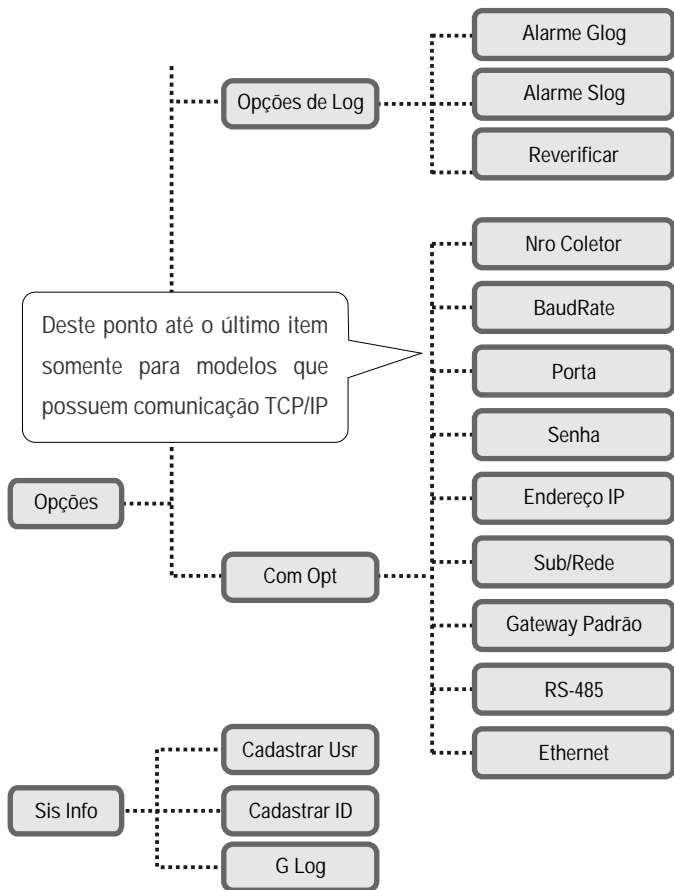 Alarme Glog
Opções de Log
Alarme Slog
Reverificar
Nro Coletor
BaudRate
Deste ponto até o último item
somente para modelos que
possuem comunicação TCP/IP
Porta
Senha
Opções
Endereço IP
Com Opt
Sub/Rede
Gateway Padrão
RS-485
Ethernet
Cadastrar Usr
Sis Info
Cadastrar ID
G Log